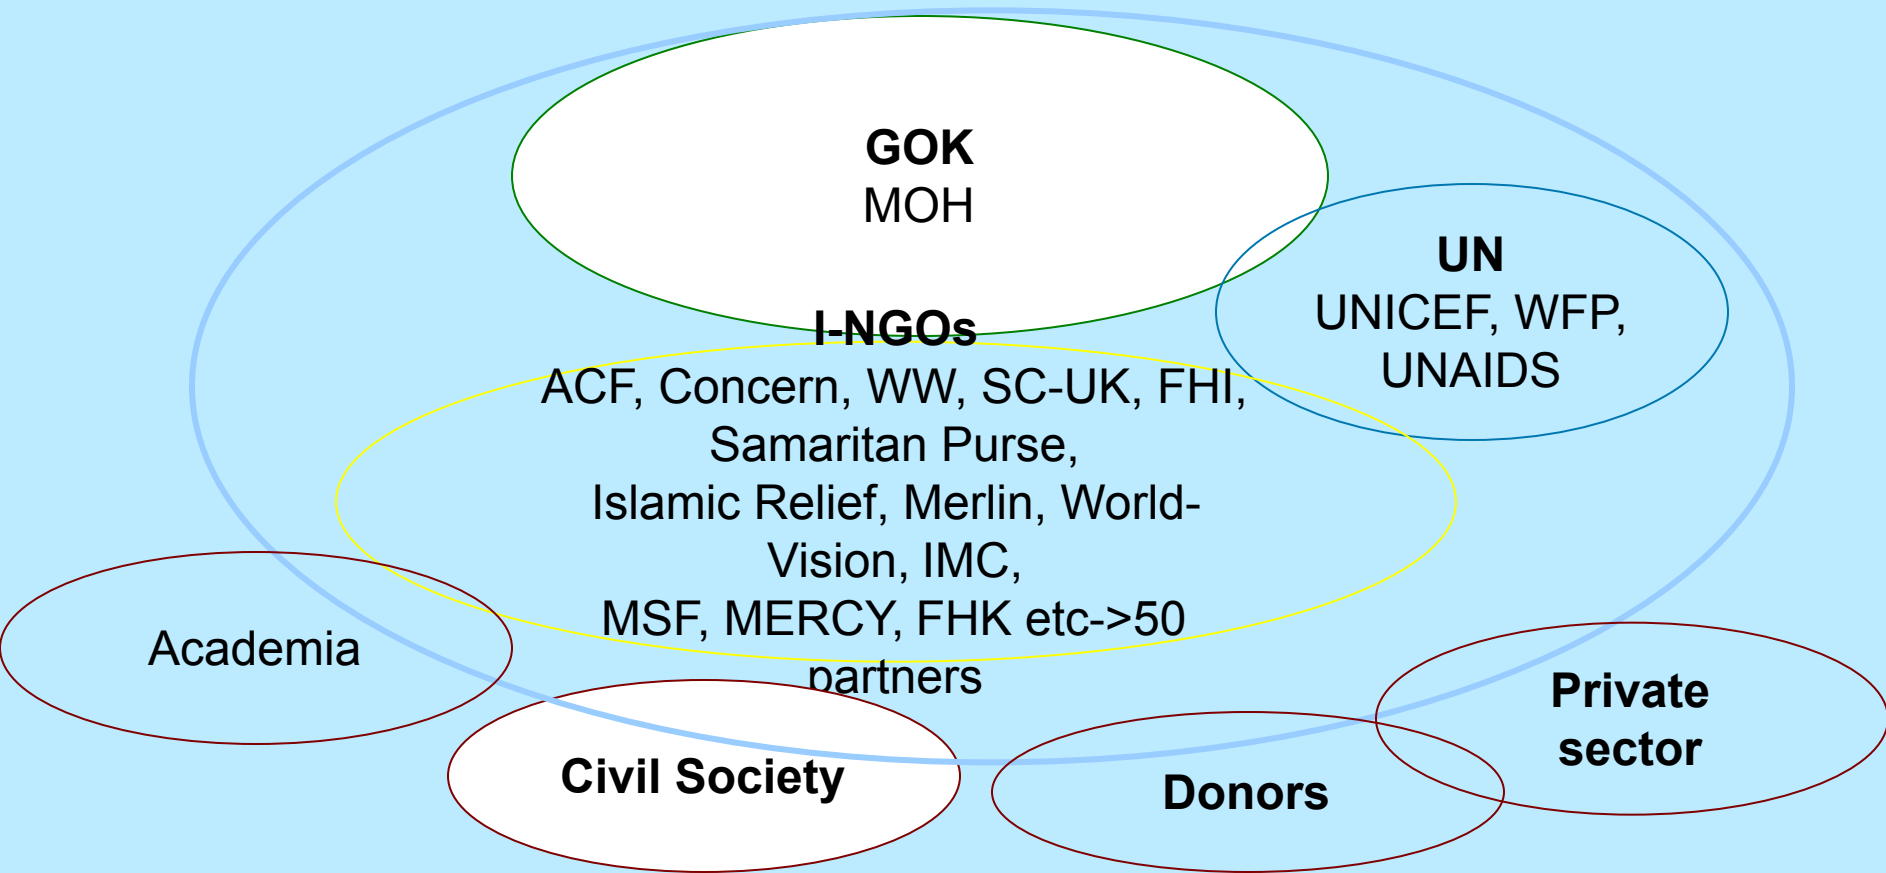 GOK
MOH
UN
UNICEF, WFP,
UNAIDS
I-NGOs
ACF, Concern, WW, SC-UK, FHI,
Samaritan Purse,
Islamic Relief, Merlin, World-
Vision, IMC,
MSF, MERCY, FHK etc->50
partners
Academia
Civil Society
Donors
Private
sector